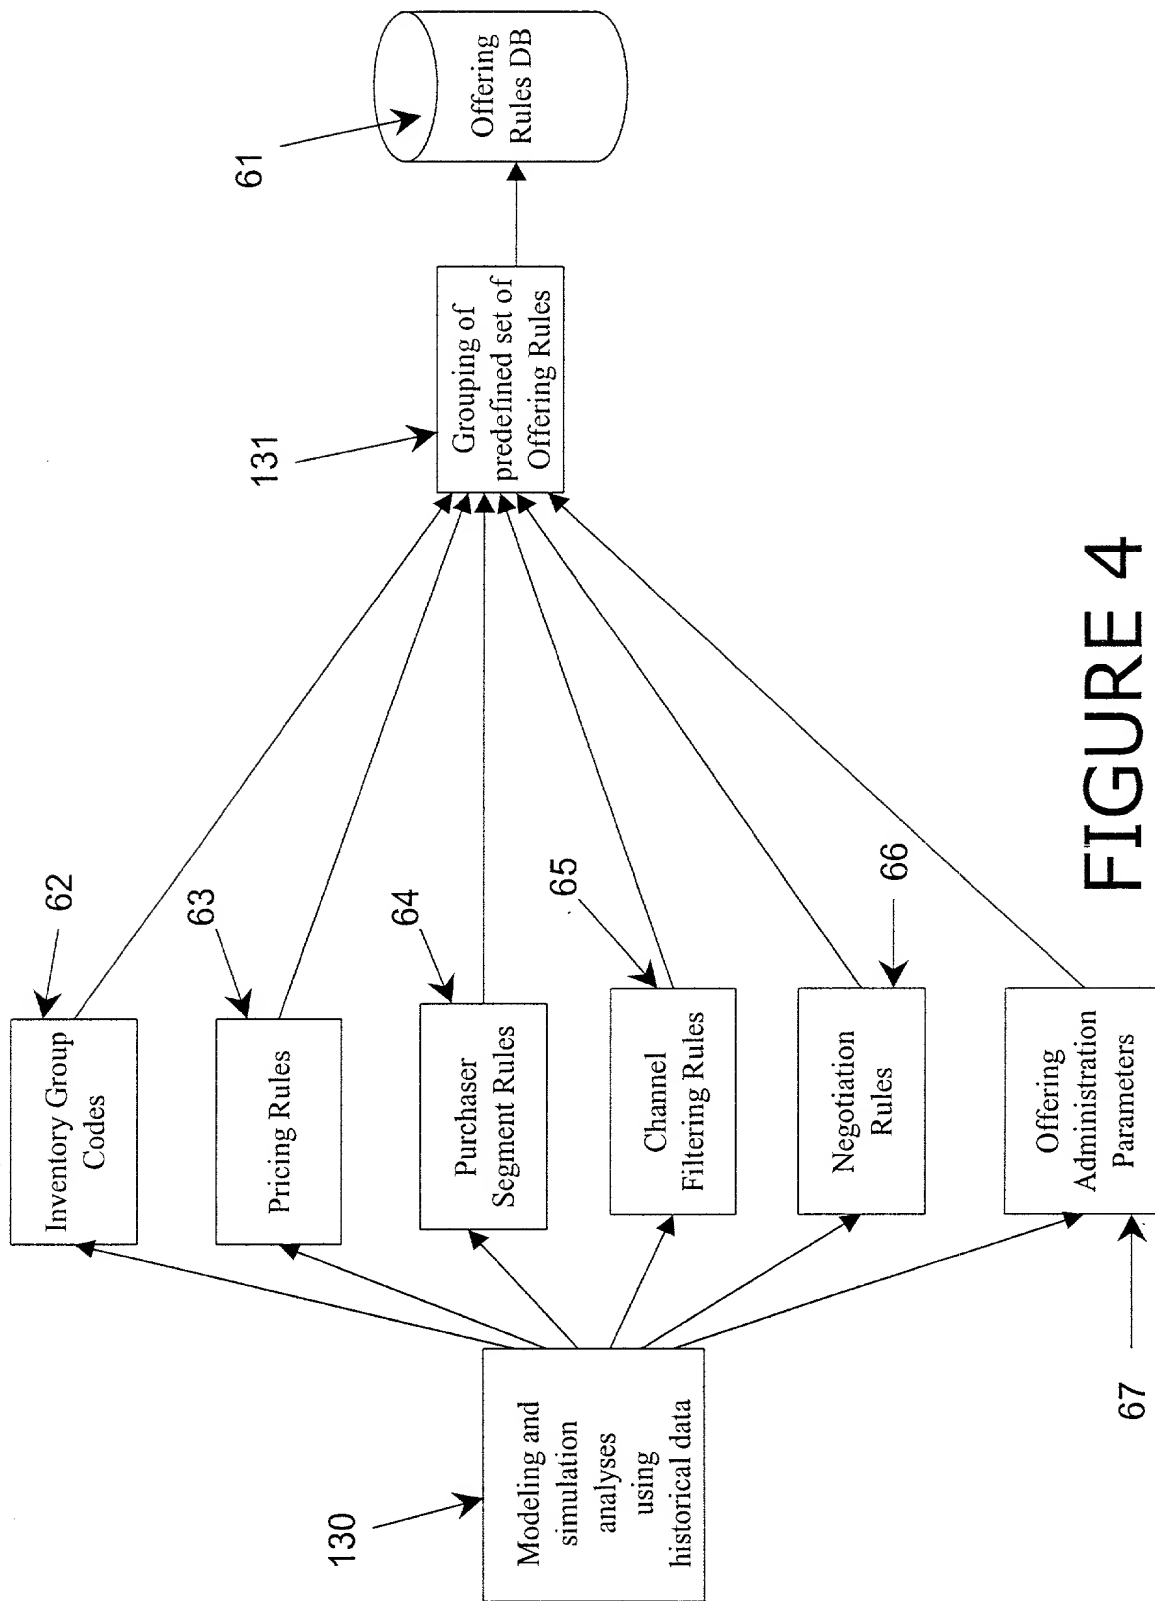 130
Modeling and
simulation
analyses
using
historical data
62
Inventory Group
Codes
63
Pricing Rules
64
Purchaser
Segment Rules
65
Channel
Filtering Rules
66
Negotiation
Rules
67
Offering
Administration
Parameters
131
Grouping of
predefined set of
Offering Rules
61
Offering
Rules DB
FIGURE 4